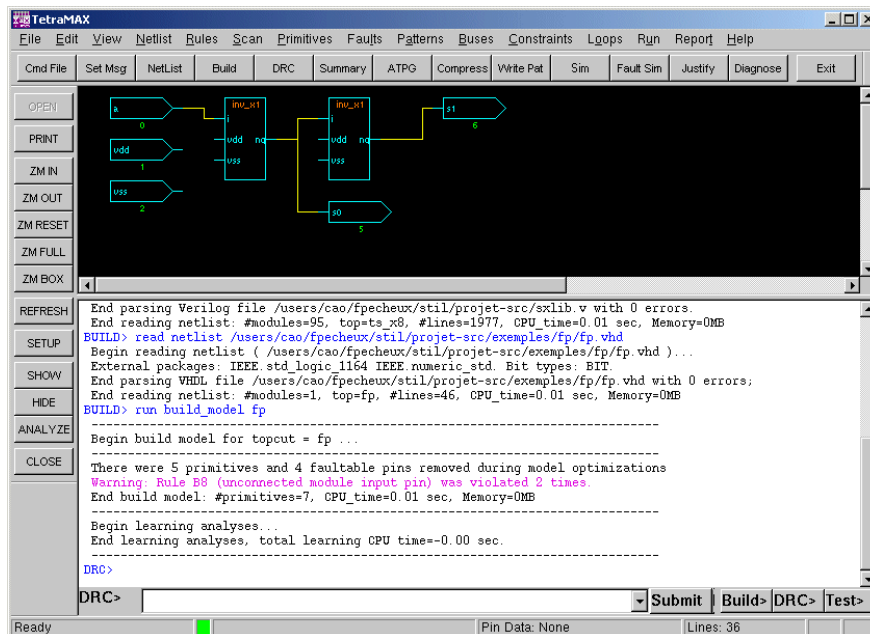 TetraMAX
File Edit View Netlist Rules Scan Primitives Faults Patterns Buses Constraints Loops Run Report Help
Cmd File Set Msg NetList Build DRC Summary ATPG Compress Write Pat Sim Fault Sim Justify Diagnose Exit
OPEN
PRINT
ZM IN
ZM OUT
ZM RESET
ZM FULL
ZM BOX
REFRESH
SETUP
SHOW
HIDE
ANALYZE
CLOSE
a inv_x1 inv_x1 s1
0 i i 6
vdd vdd nq vdd nq
1 vss vss
vss
2 s0
5
End parsing Verilog file /users/cao/fpecheux/stil/projet-src/sxlib.v with 0 errors.
End reading netlist: #modules=95, top=ts_x8, #lines=1977, CPU_time=0.01 sec, Memory=0MB
BUILD> read netlist /users/cao/fpecheux/stil/projet-src/exemples/fp/fp.vhd
Begin reading netlist ( /users/cao/fpecheux/stil/projet-src/exemples/fp/fp.vhd )...
External packages: IEEE.std_logic_1164 IEEE.numeric_std. Bit types: BIT.
End parsing VHDL file /users/cao/fpecheux/stil/projet-src/exemples/fp/fp.vhd with 0 errors;
End reading netlist: #modules=1, top=fp, #lines=46, CPU_time=0.01 sec, Memory=0MB
BUILD> run build_model fp
------------------------------------------------------------------------------
Begin build model for topcut = fp ...
------------------------------------------------------------------------------
There were 5 primitives and 4 faultable pins removed during model optimizations
Warning: Rule B8 (unconnected module input pin) was violated 2 times.
End build model: #primitives=7, CPU_time=0.01 sec, Memory=0MB
------------------------------------------------------------------------------
Begin learning analyses...
End learning analyses, total learning CPU time=-0.00 sec.
------------------------------------------------------------------------------
DRC>
DRC> Submit Build> DRC> Test>
Ready Pin Data: None Lines: 36